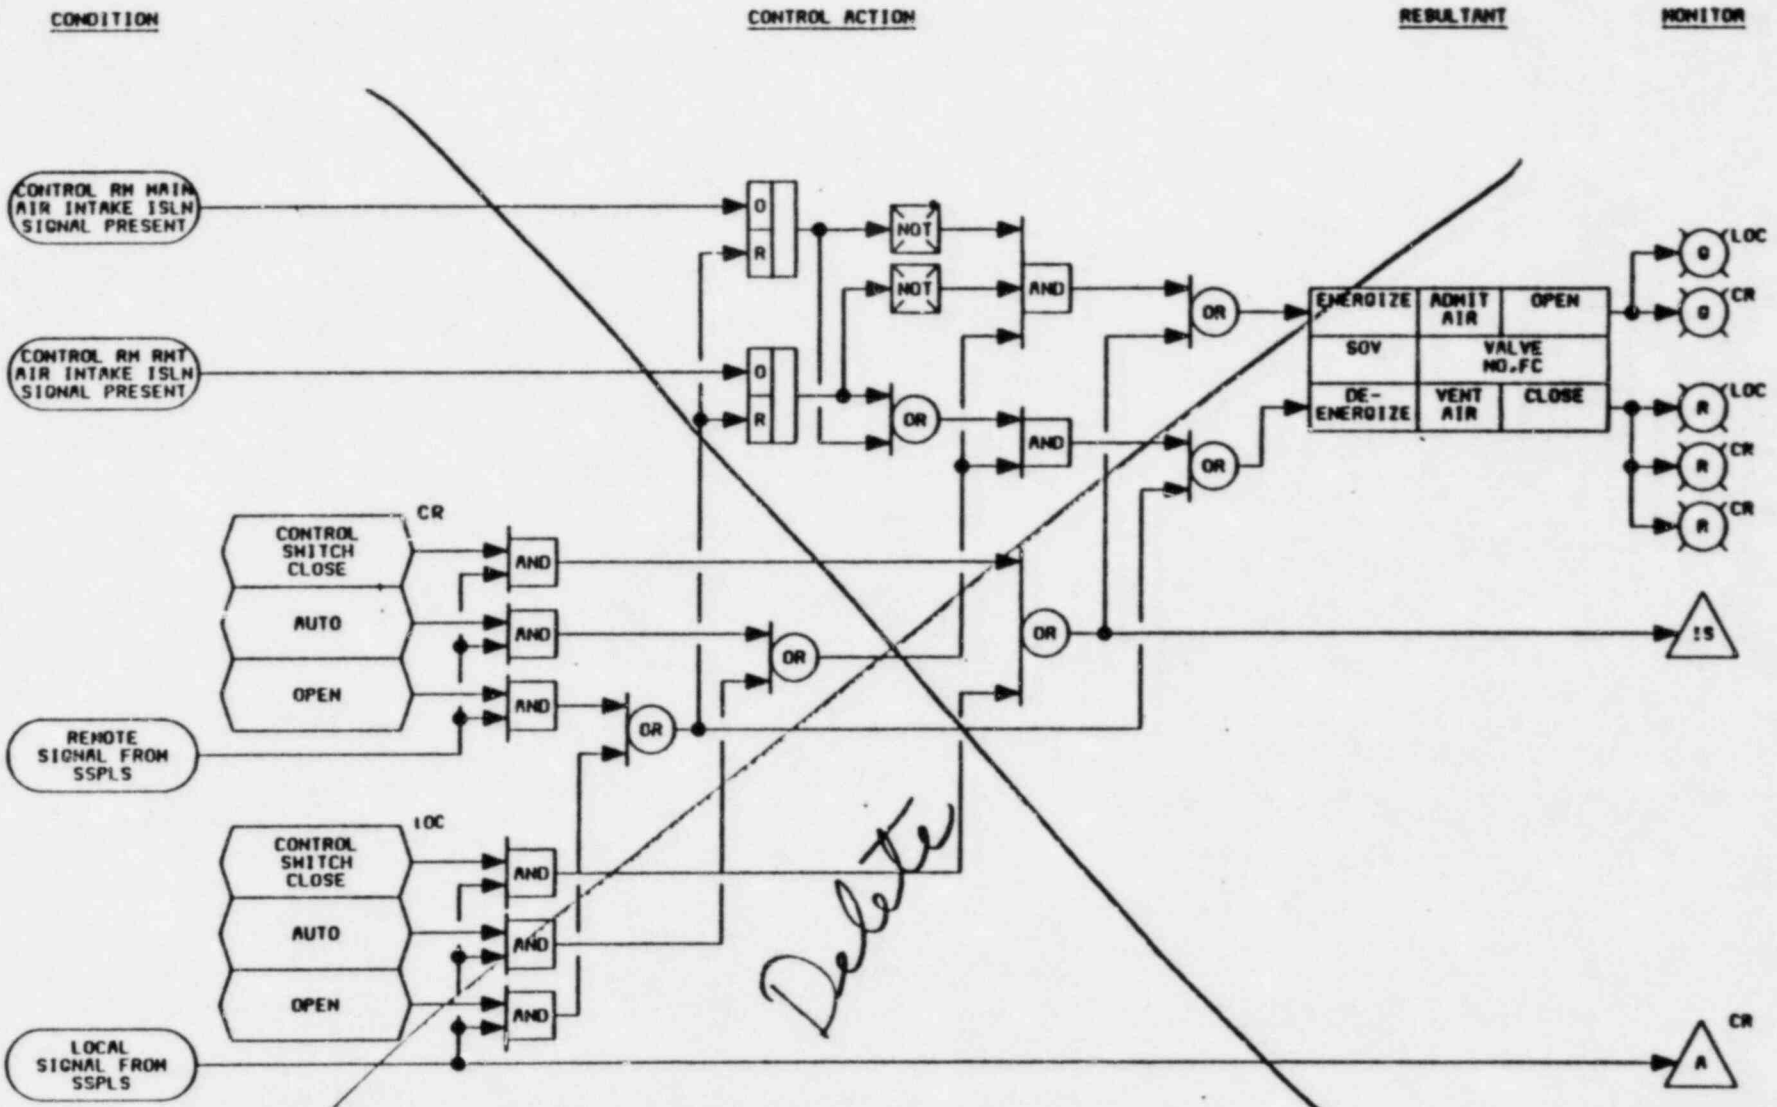 CONDITION
CONTROL ACTION
RESULTANT
MONITOR
CONTROL RM MAIN
AIR INTAKE ISLN
SIGNAL PRESENT
O
R
NOT
NOT
AND
OR
ENERGIZE
ADMIT
AIR
OPEN
SOV
VALVE
NO.FC
DE-
ENERGIZE
VENT
AIR
CLOSE
G
LOC
G
CR
R
LOC
R
CR
R
CR
CONTROL RM RMT
AIR INTAKE ISLN
SIGNAL PRESENT
O
R
OR
AND
OR
CR
CONTROL
SWITCH
CLOSE
AND
AUTO
AND
OR
OR
IS
OPEN
AND
OR
REMOTE
SIGNAL FROM
SSPLS
LOC
CONTROL
SWITCH
CLOSE
AND
AUTO
AND
OPEN
AND
Delete
LOCAL
SIGNAL FROM
SSPLS
A
CR